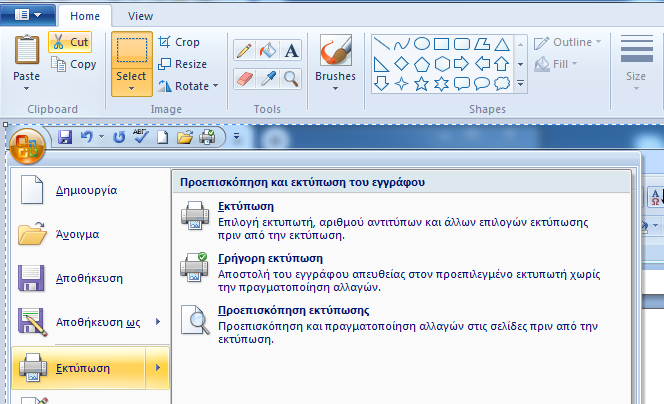 Home View
Paste
Cut
Copy
Clipboard
Select
Crop
Resize
Rotate
Image
Tools
Brushes
Outline
Fill
Shapes
Size
ABC
Δημιουργία
Άνοιγμα
Αποθήκευση
Αποθήκευση ως
Εκτύπωση
Προεπισκόπηση και εκτύπωση του εγγράφου
Εκτύπωση
Επιλογή εκτυπωτή, αριθμού αντιτύπων και άλλων επιλογών εκτύπωσης
πριν από την εκτύπωση.
Γρήγορη εκτύπωση
Αποστολή του εγγράφου απευθείας στον προεπιλεγμένο εκτυπωτή χωρίς
την πραγματοποίηση αλλαγών.
Προεπισκόπηση εκτύπωσης
Προεπισκόπηση και πραγματοποίηση αλλαγών στις σελίδες πριν από την
εκτύπωση.